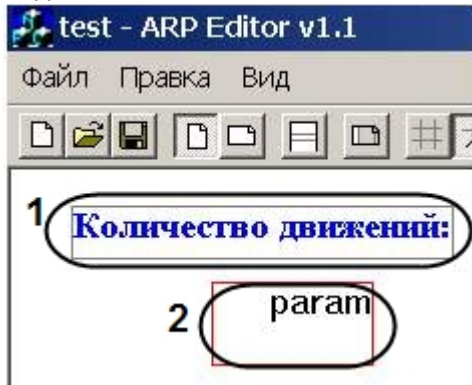 test - ARP Editor v1.1
Файл Правка Вид
1 Количество движений:
2 param